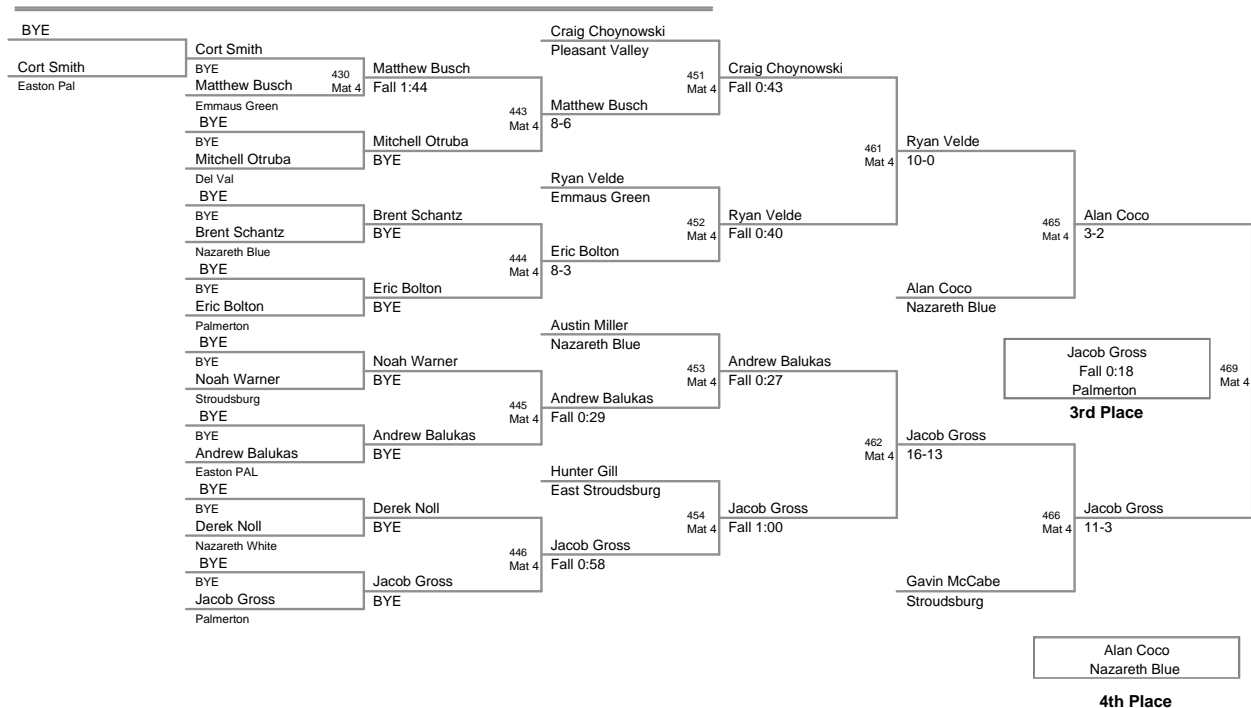 BYE
Cort Smith
Easton Pal
Cort Smith
BYE
Matthew Busch
Emmaus Green
BYE
BYE
Mitchell Otruba
Del Val
BYE
BYE
Brent Schantz
Nazareth Blue
BYE
BYE
Eric Bolton
Palmerton
BYE
BYE
Noah Warner
Stroudsburg
BYE
BYE
Andrew Balukas
Easton PAL
BYE
BYE
Derek Noll
Nazareth White
BYE
BYE
Jacob Gross
Palmerton
430
Mat 4
Matthew Busch
Fall 1:44
Mitchell Otruba
BYE
Brent Schantz
BYE
Eric Bolton
BYE
Noah Warner
BYE
Andrew Balukas
BYE
Derek Noll
BYE
Jacob Gross
BYE
443
Mat 4
444
Mat 4
445
Mat 4
446
Mat 4
Craig Choynowski
Pleasant Valley
Matthew Busch
8-6
Ryan Velde
Emmaus Green
Eric Bolton
8-3
Austin Miller
Nazareth Blue
Andrew Balukas
Fall 0:29
Hunter Gill
East Stroudsburg
Jacob Gross
Fall 0:58
451
Mat 4
452
Mat 4
453
Mat 4
454
Mat 4
Craig Choynowski
Fall 0:43
Ryan Velde
Fall 0:40
Andrew Balukas
Fall 0:27
Jacob Gross
Fall 1:00
461
Mat 4
462
Mat 4
Ryan Velde
10-0
Alan Coco
Nazareth Blue
Jacob Gross
16-13
Gavin McCabe
Stroudsburg
465
Mat 4
466
Mat 4
Alan Coco
3-2
Jacob Gross
11-3
469
Mat 4
Jacob Gross
Fall 0:18
Palmerton
3rd Place
Alan Coco
Nazareth Blue
4th Place